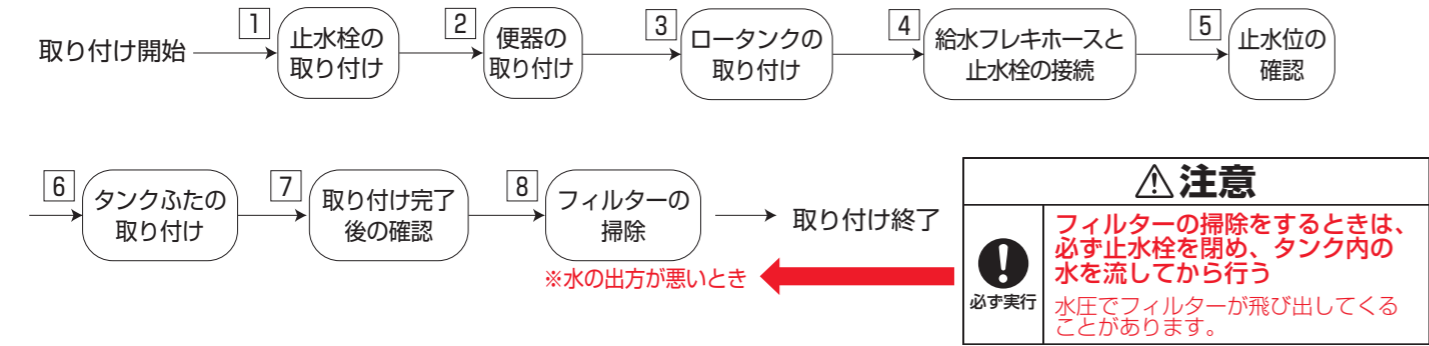 取り付け開始
1
止水栓の
取り付け
2
便器の
取り付け
3
ロータンクの
取り付け
4
給水フレキホースと
止水栓の接続
5
止水位の
確認
6
タンクふたの
取り付け
7
取り付け完了
後の確認
8
フィルターの
掃除
※水の出方が悪いとき
取り付け終了
⚠注意
必ず実行
フィルターの掃除をするときは、
必ず止水栓を閉め、タンク内の
水を流してから行う
水圧でフィルターが飛び出してくる
ことがあります。